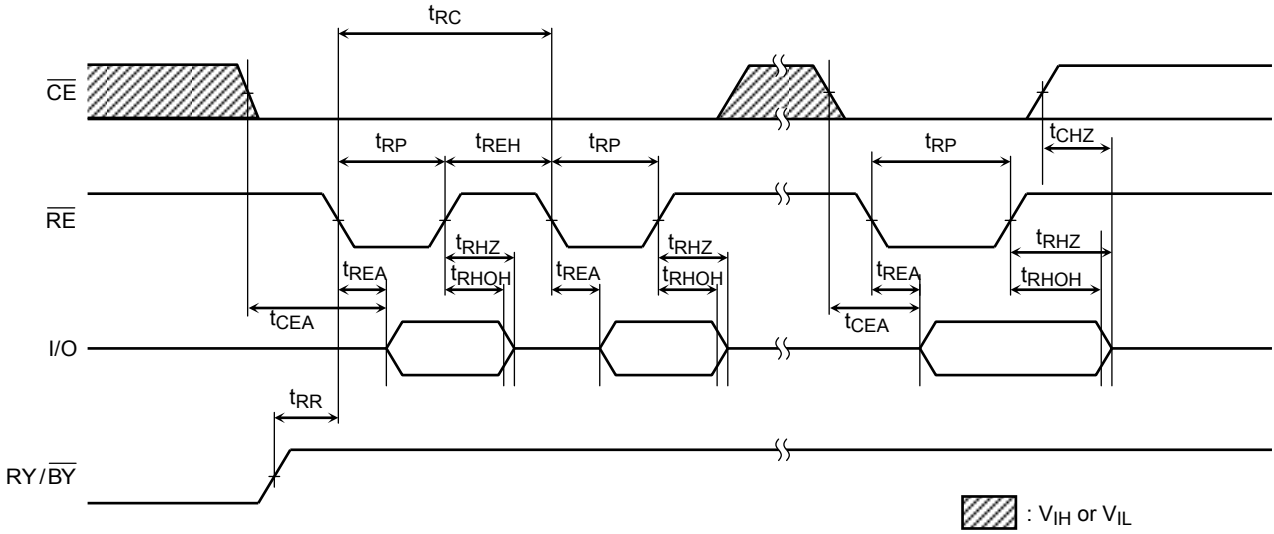 tRC
CE
tRP tREH tRP tRP tCHZ
RE
tRHZ tRHZ tRHZ
tREA tRHOH tREA tRHOH tREA tRHOH
tCEA tCEA
I/O
tRR
RY/BY
: VIH or VIL